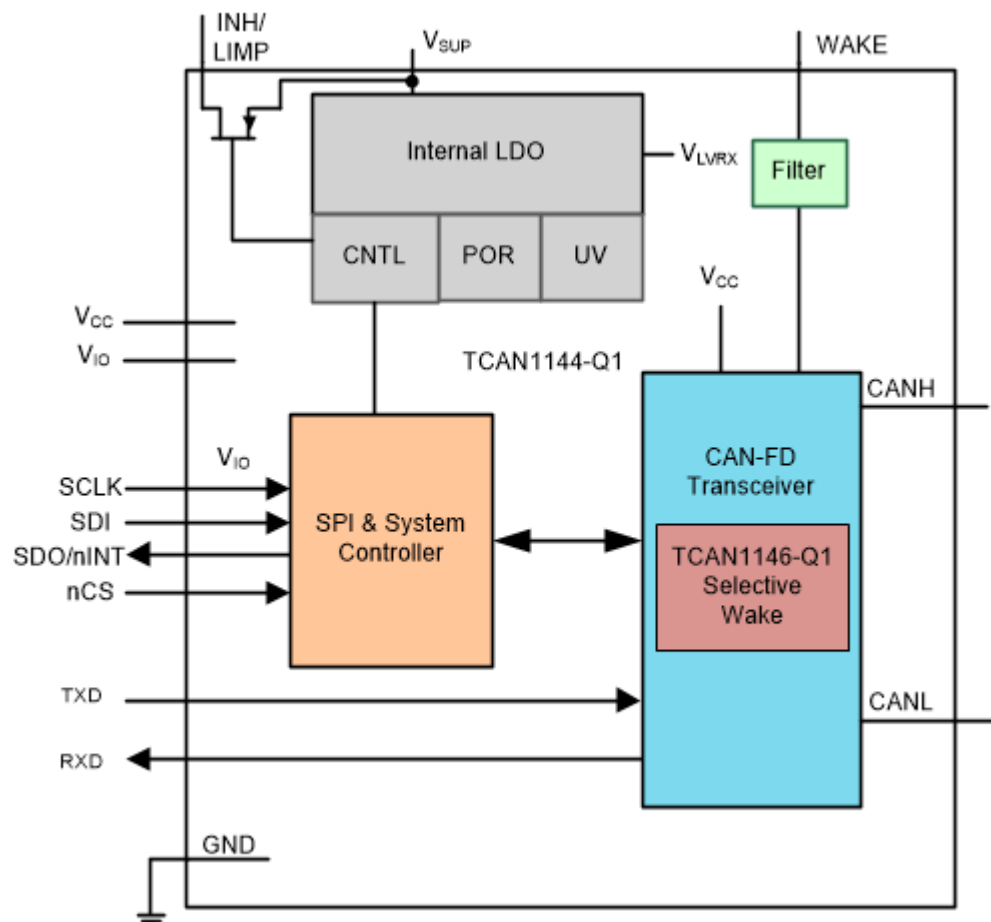 INH/
LIMP
VSUP
WAKE
Internal LDO
VLVRX
Filter
CNTL
POR
UV
VCC
VCC
VIO
TCAN1144-Q1
CANH
CAN-FD
Transceiver
VIO
SCLK
SDI
SDO/nINT
nCS
SPI & System
Controller
TCAN1146-Q1
Selective
Wake
TXD
CANL
RXD
GND